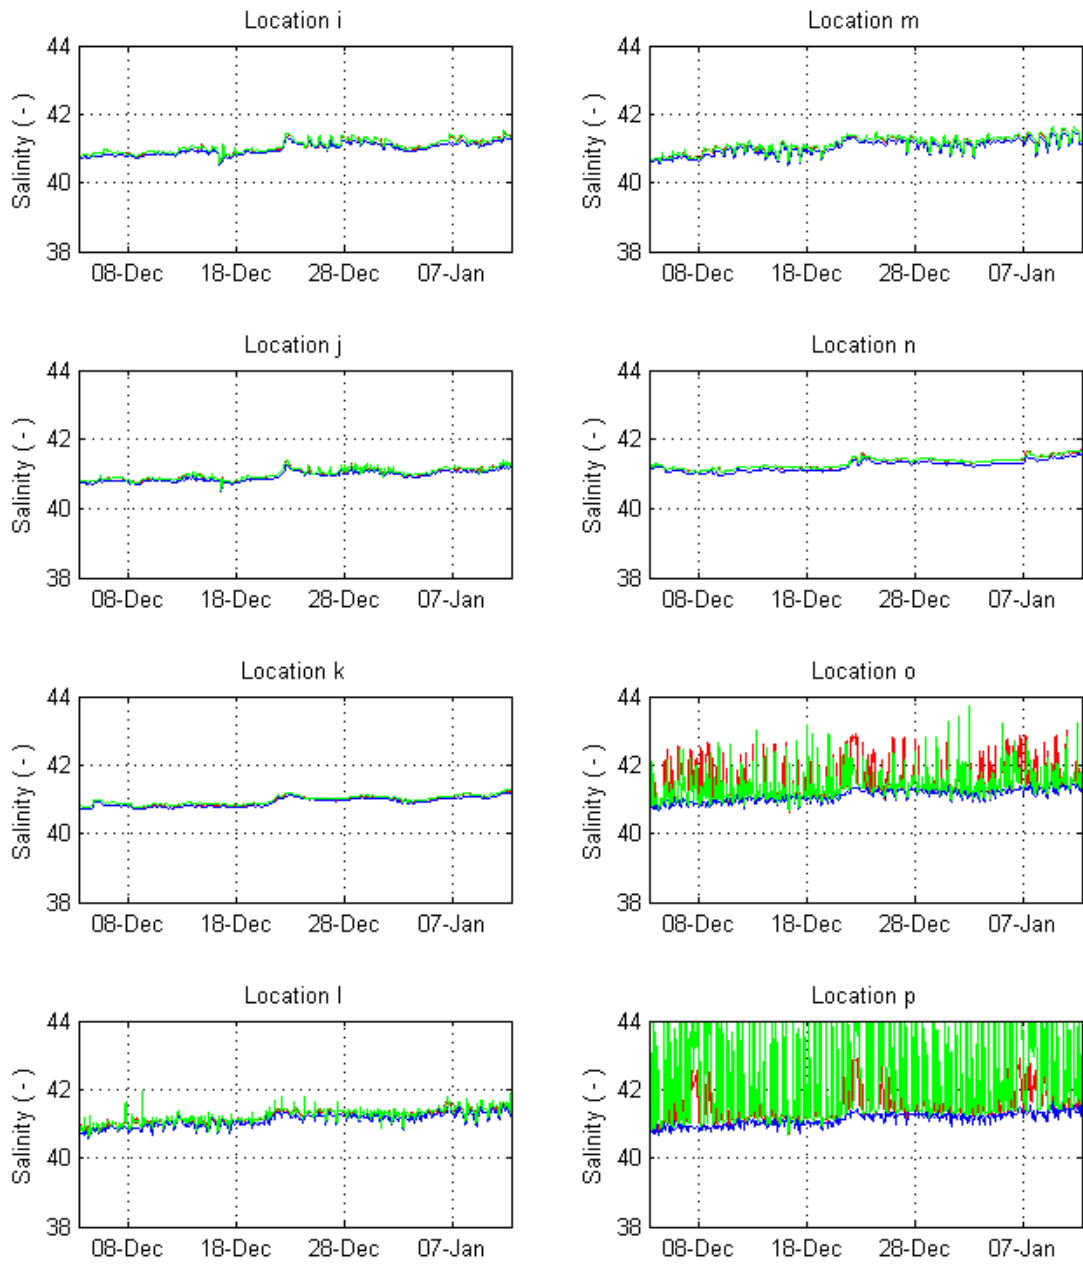 Location i
44
42
40
38
Salinity ( - )
08-Dec 18-Dec 28-Dec 07-Jan
Location m
44
42
40
38
Salinity ( - )
08-Dec 18-Dec 28-Dec 07-Jan
Location j
44
42
40
38
Salinity ( - )
08-Dec 18-Dec 28-Dec 07-Jan
Location n
44
42
40
38
Salinity ( - )
08-Dec 18-Dec 28-Dec 07-Jan
Location k
44
42
40
38
Salinity ( - )
08-Dec 18-Dec 28-Dec 07-Jan
Location o
44
42
40
38
Salinity ( - )
08-Dec 18-Dec 28-Dec 07-Jan
Location l
44
42
40
38
Salinity ( - )
08-Dec 18-Dec 28-Dec 07-Jan
Location p
44
42
40
38
Salinity ( - )
08-Dec 18-Dec 28-Dec 07-Jan